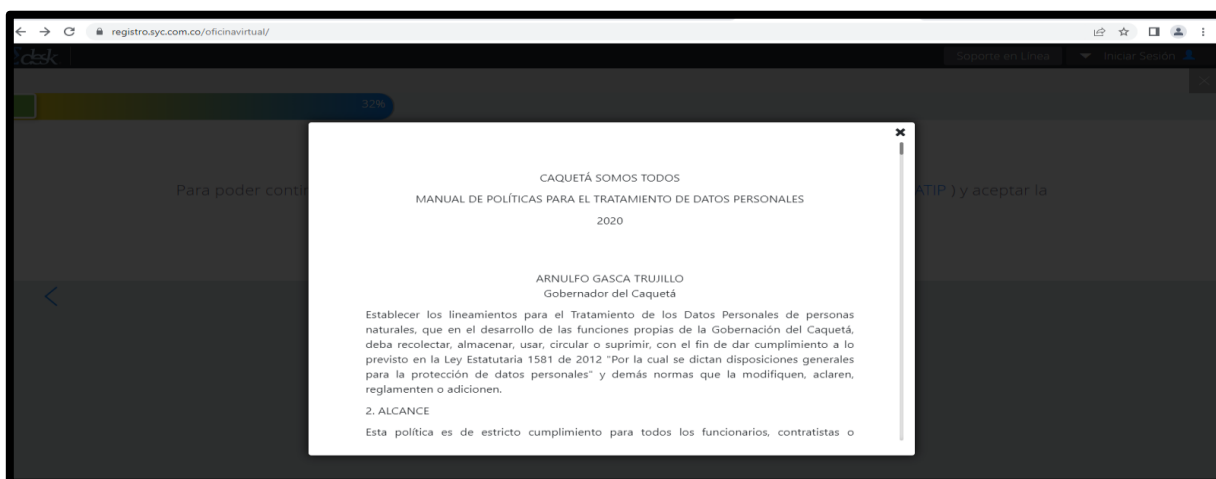 registro.syc.com.co/oficinavirtual/
desk
Soporte en Línea
Iniciar Sesión
32%
CAQUETÁ SOMOS TODOS
MANUAL DE POLÍTICAS PARA EL TRATAMIENTO DE DATOS PERSONALES
2020
Para poder contin
ATIP ) y aceptar la
ARNULFO GASCA TRUJILLO
Gobernador del Caquetá
Establecer los lineamientos para el Tratamiento de los Datos Personales de personas
naturales, que en el desarrollo de las funciones propias de la Gobernación del Caquetá,
deba recolectar, almacenar, usar, circular o suprimir, con el fin de dar cumplimiento a lo
previsto en la Ley Estatutaria 1581 de 2012 "Por la cual se dictan disposiciones generales
para la protección de datos personales" y demás normas que la modifiquen, aclaren,
reglamenten o adicionen.
2. ALCANCE
Esta política es de estricto cumplimiento para todos los funcionarios, contratistas o